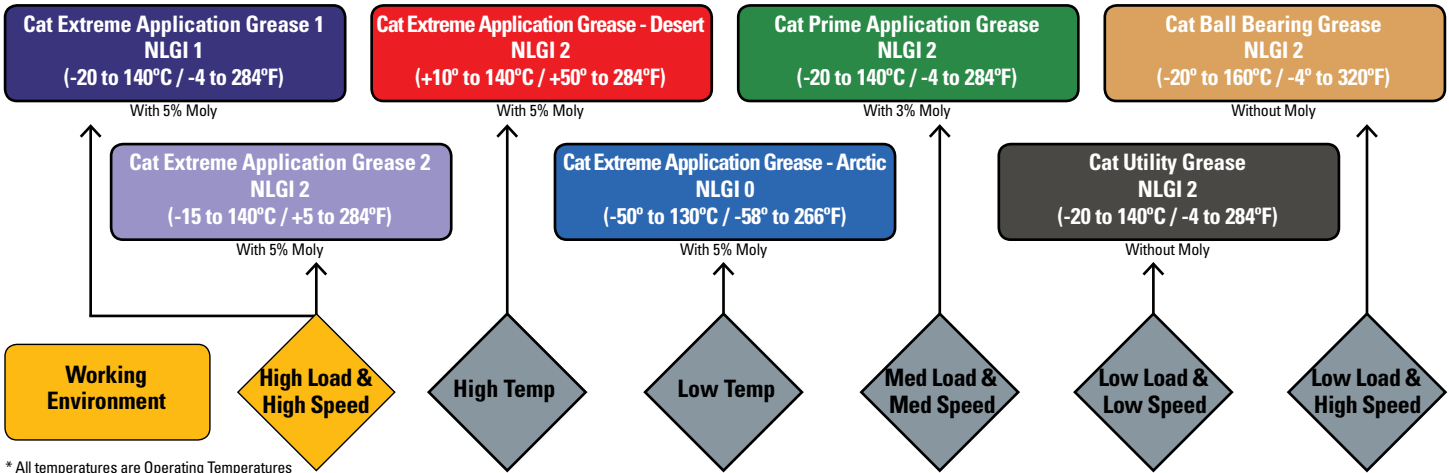 Cat Extreme Application Grease 1
NLGI 1
(-20 to 140ºC / -4 to 284ºF)
With 5% Moly
Cat Extreme Application Grease - Desert
NLGI 2
(+10º to 140ºC / +50º to 284ºF)
With 5% Moly
Cat Prime Application Grease
NLGI 2
(-20 to 140ºC / -4 to 284ºF)
With 3% Moly
Cat Ball Bearing Grease
NLGI 2
(-20º to 160ºC / -4º to 320ºF)
Without Moly
Cat Extreme Application Grease 2
NLGI 2
(-15 to 140ºC / +5 to 284ºF)
With 5% Moly
Cat Extreme Application Grease - Arctic
NLGI 0
(-50º to 130ºC / -58º to 266ºF)
With 5% Moly
Cat Utility Grease
NLGI 2
(-20 to 140ºC / -4 to 284ºF)
Without Moly
Working
Environment
High Load &
High Speed
High Temp
Low Temp
Med Load &
Med Speed
Low Load &
Low Speed
Low Load &
High Speed
* All temperatures are Operating Temperatures